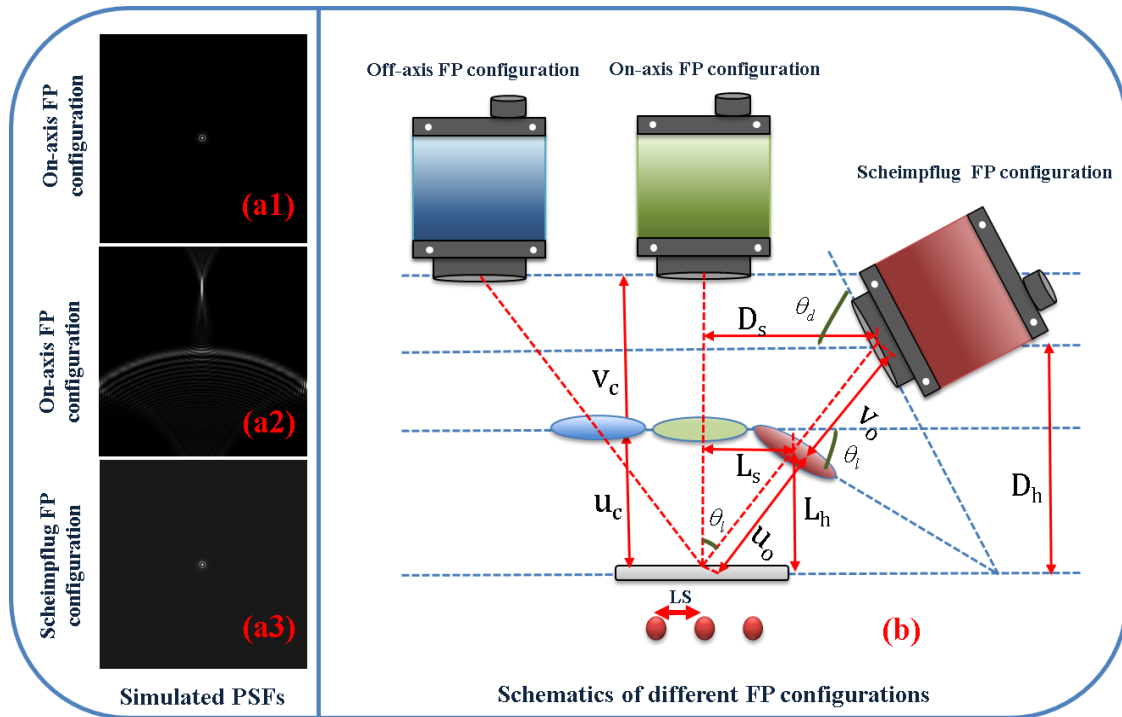 On-axis FP
configuration
(a1)
On-axis FP
configuration
(a2)
Scheimpflug FP
configuration
(a3)
Simulated PSFs
Off-axis FP configuration
On-axis FP configuration
Scheimpflug FP configuration
θd
Ds
vc
vo
θl
Ls
Dh
uc
Lh
θl
uo
LS
(b)
Schematics of different FP configurations